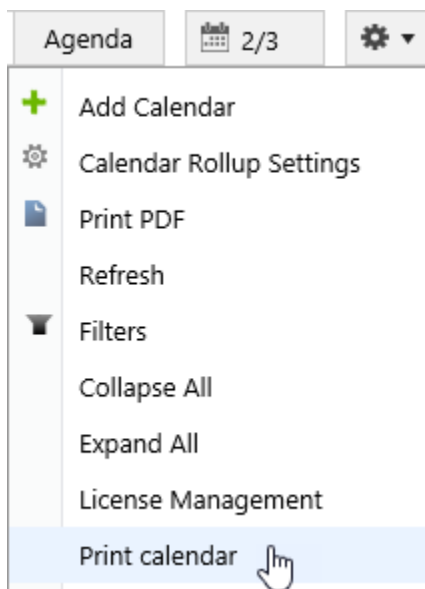 Agenda 2/3
Add Calendar
Calendar Rollup Settings
Print PDF
Refresh
Filters
Collapse All
Expand All
License Management
Print calendar